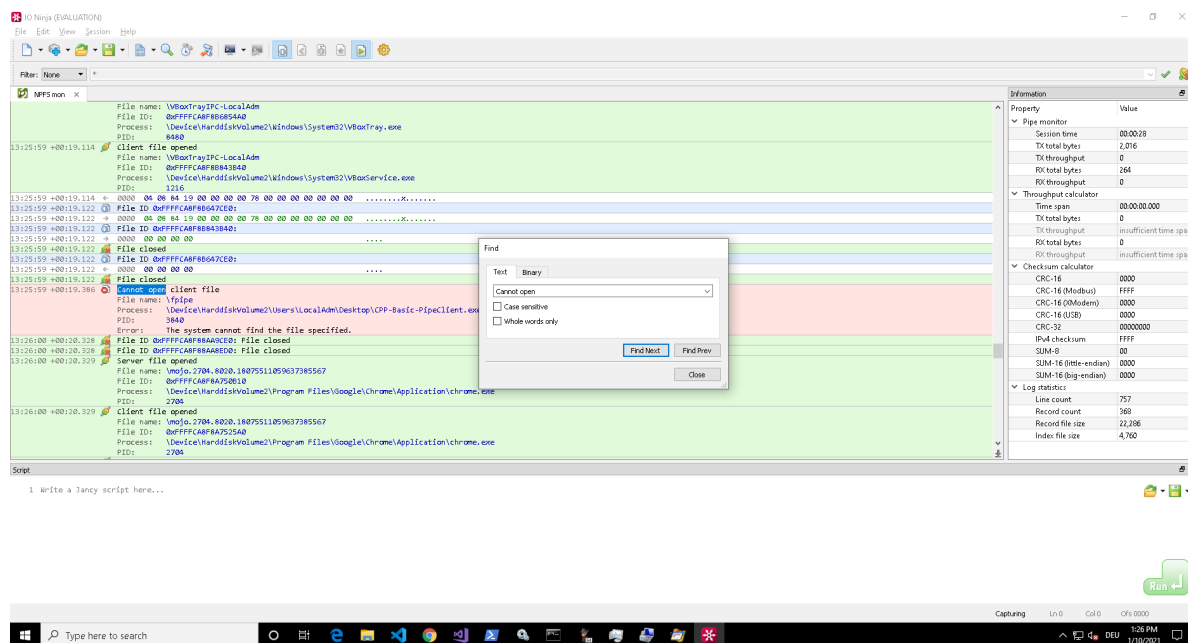 IO Ninja (EVALUATION)
File Edit View Session Help
Filter: None *
NPFS mon
File name: \VBoxTrayIPC-LocalAdm
File ID: 0xFFFFCA8F8B6854A0
Process: \Device\HarddiskVolume2\Windows\System32\VBoxTray.exe
PID: 8480
13:25:59 +00:19.114 Client file opened
File name: \VBoxTrayIPC-LocalAdm
File ID: 0xFFFFCA8F8B843B40
Process: \Device\HarddiskVolume2\Windows\System32\VBoxService.exe
PID: 1216
13:25:59 +00:19.114 ← 0000 04 08 84 19 00 00 00 00 78 00 00 00 00 00 00 00 ........x.......
13:25:59 +00:19.122 File ID 0xFFFFCA8F8B647CE0:
13:25:59 +00:19.122 → 0000 04 08 84 19 00 00 00 00 78 00 00 00 00 00 00 00 ........x.......
13:25:59 +00:19.122 File ID 0xFFFFCA8F8B843B40:
13:25:59 +00:19.122 → 0000 00 00 00 00 ....
13:25:59 +00:19.122 File closed
13:25:59 +00:19.122 File ID 0xFFFFCA8F8B647CE0:
13:25:59 +00:19.122 ← 0000 00 00 00 00 ....
13:25:59 +00:19.122 File closed
13:25:59 +00:19.386 Cannot open client file
File name: \fpipe
Process: \Device\HarddiskVolume2\Users\LocalAdm\Desktop\CPP-Basic-PipeClient.exe
PID: 3840
Error: The system cannot find the file specified.
13:26:00 +00:20.328 File ID 0xFFFFCA8F88AA9CE0: File closed
13:26:00 +00:20.328 File ID 0xFFFFCA8F88AA8ED0: File closed
13:26:00 +00:20.329 Server file opened
File name: \mojo.2704.8020.18075511059637385567
File ID: 0xFFFFCA8F8A750B10
Process: \Device\HarddiskVolume2\Program Files\Google\Chrome\Application\chrome.exe
PID: 2704
13:26:00 +00:20.329 Client file opened
File name: \mojo.2704.8020.18075511059637385567
File ID: 0xFFFFCA8F8A7525A0
Process: \Device\HarddiskVolume2\Program Files\Google\Chrome\Application\chrome.exe
PID: 2704
Find
Text Binary
Cannot open
Case sensitive
Whole words only
Find Next Find Prev
Close
Information
Property Value
Pipe monitor
Session time 00:00:28
TX total bytes 2,016
TX throughput 0
RX total bytes 264
RX throughput 0
Throughput calculator
Time span 00:00:00.000
TX total bytes 0
TX throughput insufficient time spa
RX total bytes 0
RX throughput insufficient time spa
Checksum calculator
CRC-16 0000
CRC-16 (Modbus) FFFF
CRC-16 (XModem) 0000
CRC-16 (USB) 0000
CRC-32 00000000
IPv4 checksum FFFF
SUM-8 00
SUM-16 (little-endian) 0000
SUM-16 (big-endian) 0000
Log statistics
Line count 757
Record count 368
Record file size 22,286
Index file size 4,760
Script
1 Write a Jancy script here...
Run
Capturing Ln 0 Col 0 Ofs 0000
Type here to search
DEU
1:26 PM
1/10/2021